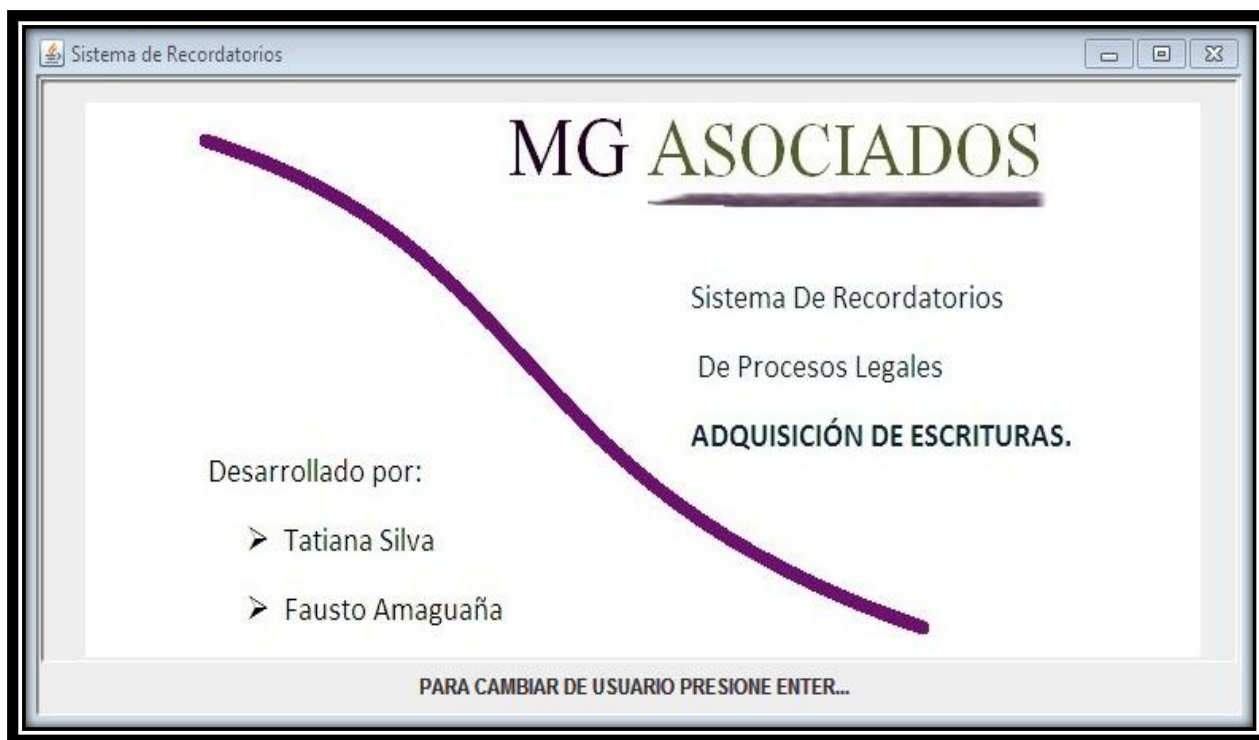 Sistema de Recordatorios
MG ASOCIADOS
Sistema De Recordatorios
De Procesos Legales
ADQUISICIÓN DE ESCRITURAS.
Desarrollado por:
➢ Tatiana Silva
➢ Fausto Amaguaña
PARA CAMBIAR DE USUARIO PRESIONE ENTER...